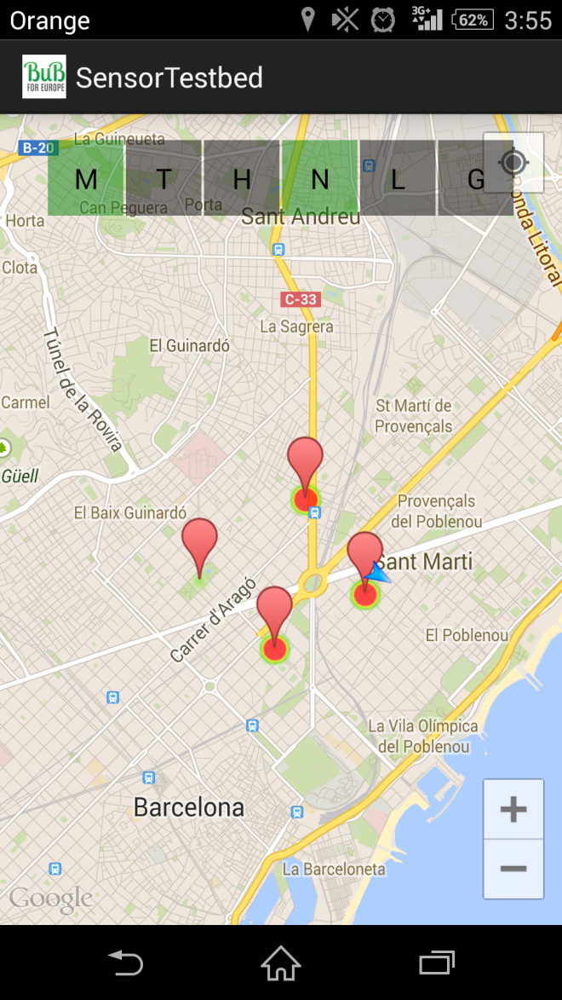 Orange
3G+
62%
3:55
BuB
FOR EUROPE
SensorTestbed
La Guineueta
B-20
M
T
H
N
L
G
Can Peguera
Porta
Sant Andreu
Horta
Ronda Litoral
Clota
C-33
La Sagrera
El Guinardó
Túnel de la Rovira
Carmel
St Martí de
Provençals
Güell
El Baix Guinardó
Provençals
del Poblenou
Sant Marti
Carrer d'Aragó
El Poblenou
La Vila Olímpica
del Poblenou
Barcelona
La Barceloneta
Google